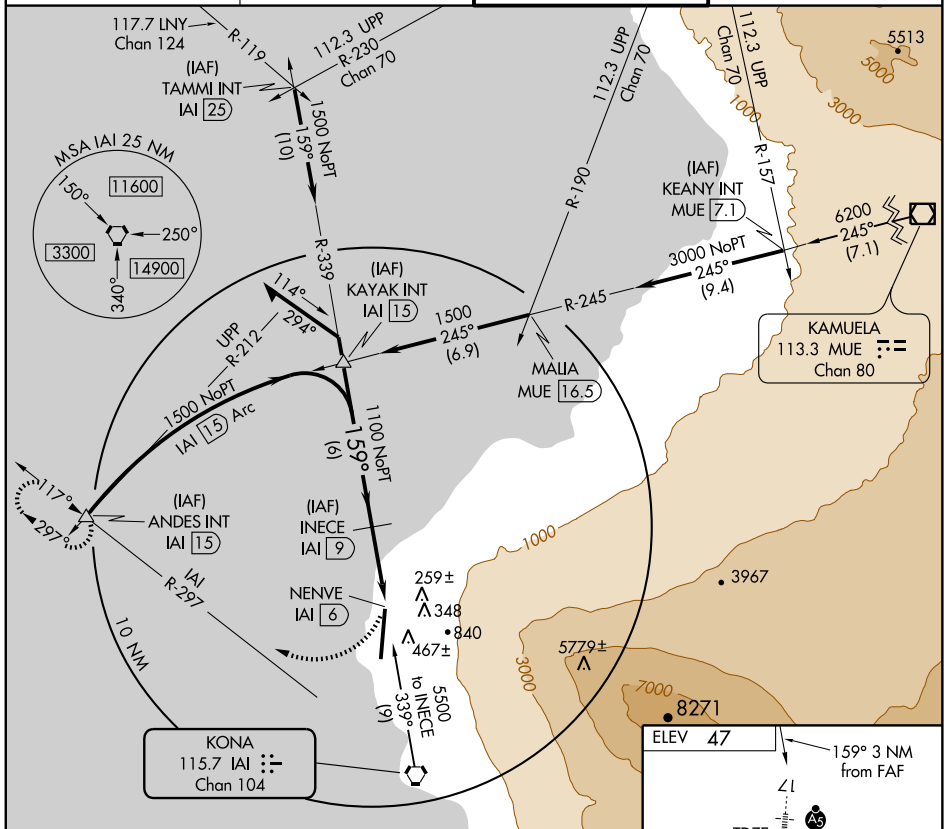 117.7 LNY
Chan 124
R-119
112.3 UPP
R-230
Chan 70
(IAF)
TAMMI INT
IAI 25
1500 NoPT
159°
(10)
112.3 UPP
Chan 70
R-190
112.3 UPP
Chan 70
R-157
1000
5513
5000
3000
MSA IAI 25 NM
150°
11600
250°
3300
14900
340°
R-339
(IAF)
KEANY INT
MUE 7.1
6200
245°
(7.1)
3000 NoPT
245°
(9.4)
R-245
(IAF)
KAYAK INT
IAI 15
114°
294°
1500
245°
(6.9)
MALIA
MUE 16.5
KAMUELA
113.3 MUE
Chan 80
UPP
R-212
1500 NoPT
IAI 15 Arc
1100 NoPT
159°
(6)
117°
297°
(IAF)
ANDES INT
IAI 15
(IAF)
INECE
IAI 9
IAI
R-297
10 NM
NENVE
IAI 6
259±
348
840
467±
1000
3967
3000
5779±
7000
8271
5500
to INECE
339°
(9)
KONA
115.7 IAI
Chan 104
ELEV 47
159° 3 NM
from FAF
17
A5